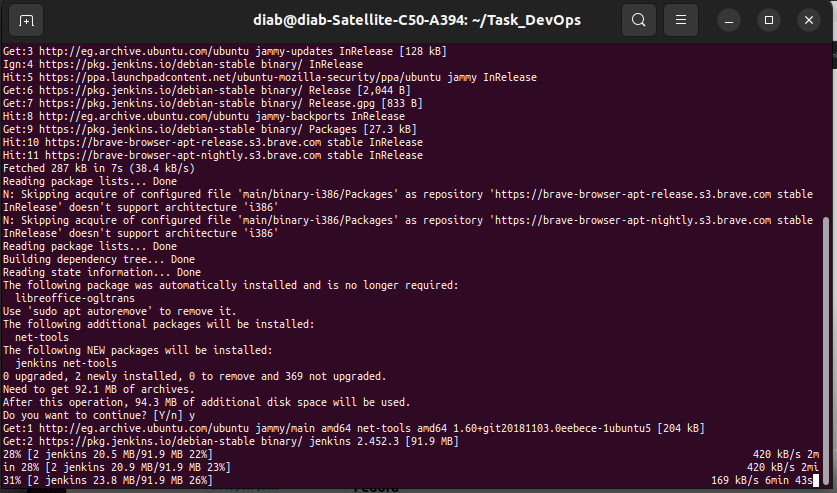 diab@diab-Satellite-C50-A394: ~/Task_DevOps
Get:3 http://eg.archive.ubuntu.com/ubuntu jammy-updates InRelease [128 kB]
Ign:4 https://pkg.jenkins.io/debian-stable binary/ InRelease
Hit:5 https://ppa.launchpadcontent.net/ubuntu-mozilla-security/ppa/ubuntu jammy InRelease
Get:6 https://pkg.jenkins.io/debian-stable binary/ Release [2,044 B]
Get:7 https://pkg.jenkins.io/debian-stable binary/ Release.gpg [833 B]
Hit:8 http://eg.archive.ubuntu.com/ubuntu jammy-backports InRelease
Get:9 https://pkg.jenkins.io/debian-stable binary/ Packages [27.3 kB]
Hit:10 https://brave-browser-apt-release.s3.brave.com stable InRelease
Hit:11 https://brave-browser-apt-nightly.s3.brave.com stable InRelease
Fetched 287 kB in 7s (38.4 kB/s)
Reading package lists... Done
N: Skipping acquire of configured file 'main/binary-i386/Packages' as repository 'https://brave-browser-apt-release.s3.brave.com stable
InRelease' doesn't support architecture 'i386'
N: Skipping acquire of configured file 'main/binary-i386/Packages' as repository 'https://brave-browser-apt-nightly.s3.brave.com stable
InRelease' doesn't support architecture 'i386'
Reading package lists... Done
Building dependency tree... Done
Reading state information... Done
The following package was automatically installed and is no longer required:
libreoffice-ogltrans
Use 'sudo apt autoremove' to remove it.
The following additional packages will be installed:
net-tools
The following NEW packages will be installed:
jenkins net-tools
0 upgraded, 2 newly installed, 0 to remove and 369 not upgraded.
Need to get 92.1 MB of archives.
After this operation, 94.3 MB of additional disk space will be used.
Do you want to continue? [Y/n] y
Get:1 http://eg.archive.ubuntu.com/ubuntu jammy/main amd64 net-tools amd64 1.60+git20181103.0eebece-1ubuntu5 [204 kB]
Get:2 https://pkg.jenkins.io/debian-stable binary/ jenkins 2.452.3 [91.9 MB]
28% [2 jenkins 20.5 MB/91.9 MB 22%] 420 kB/s 2m
in 28% [2 jenkins 20.9 MB/91.9 MB 23%] 420 kB/s 2mi
31% [2 jenkins 23.8 MB/91.9 MB 26%] 169 kB/s 6min 43s